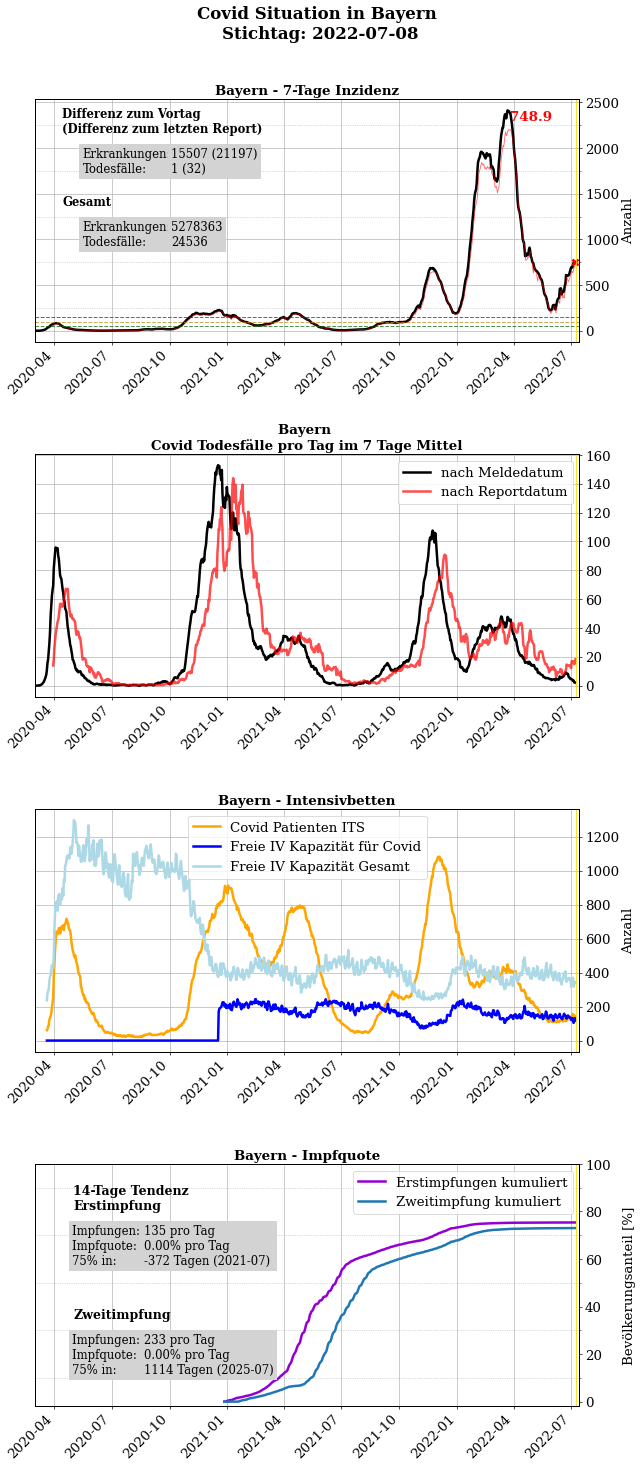 Covid Situation in Bayern
Stichtag: 2022-07-08
Bayern - 7-Tage Inzidenz
Differenz zum Vortag
(Differenz zum letzten Report)
Erkrankungen 15507 (21197)
Todesfälle: 1 (32)
Gesamt
Erkrankungen 5278363
Todesfälle: 24536
748.9
2500
2000
1500
1000
500
0
Anzahl
2020-04
2020-07
2020-10
2021-01
2021-04
2021-07
2021-10
2022-01
2022-04
2022-07
Bayern
Covid Todesfälle pro Tag im 7 Tage Mittel
nach Meldedatum
nach Reportdatum
160
140
120
100
80
60
40
20
0
2020-04
2020-07
2020-10
2021-01
2021-04
2021-07
2021-10
2022-01
2022-04
2022-07
Bayern - Intensivbetten
Covid Patienten ITS
Freie IV Kapazität für Covid
Freie IV Kapazität Gesamt
1200
1000
800
600
400
200
0
Anzahl
2020-04
2020-07
2020-10
2021-01
2021-04
2021-07
2021-10
2022-01
2022-04
2022-07
Bayern - Impfquote
14-Tage Tendenz
Erstimpfung
Impfungen: 135 pro Tag
Impfquote: 0.00% pro Tag
75% in: -372 Tagen (2021-07)
Zweitimpfung
Impfungen: 233 pro Tag
Impfquote: 0.00% pro Tag
75% in: 1114 Tagen (2025-07)
Erstimpfungen kumuliert
Zweitimpfung kumuliert
100
80
60
40
20
0
Bevölkerungsanteil [%]
2020-04
2020-07
2020-10
2021-01
2021-04
2021-07
2021-10
2022-01
2022-04
2022-07